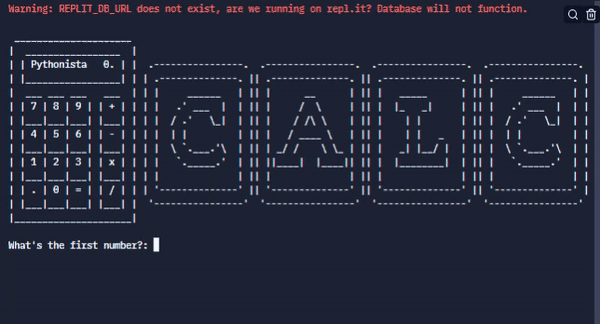 Warning: REPLIT_DB_URL does not exist, are we running on repl.it? Database will not function.
Pythonista 0.
CALC
7 8 9 +
4 5 6 -
1 2 3 x
. 0 = /
What's the first number?: